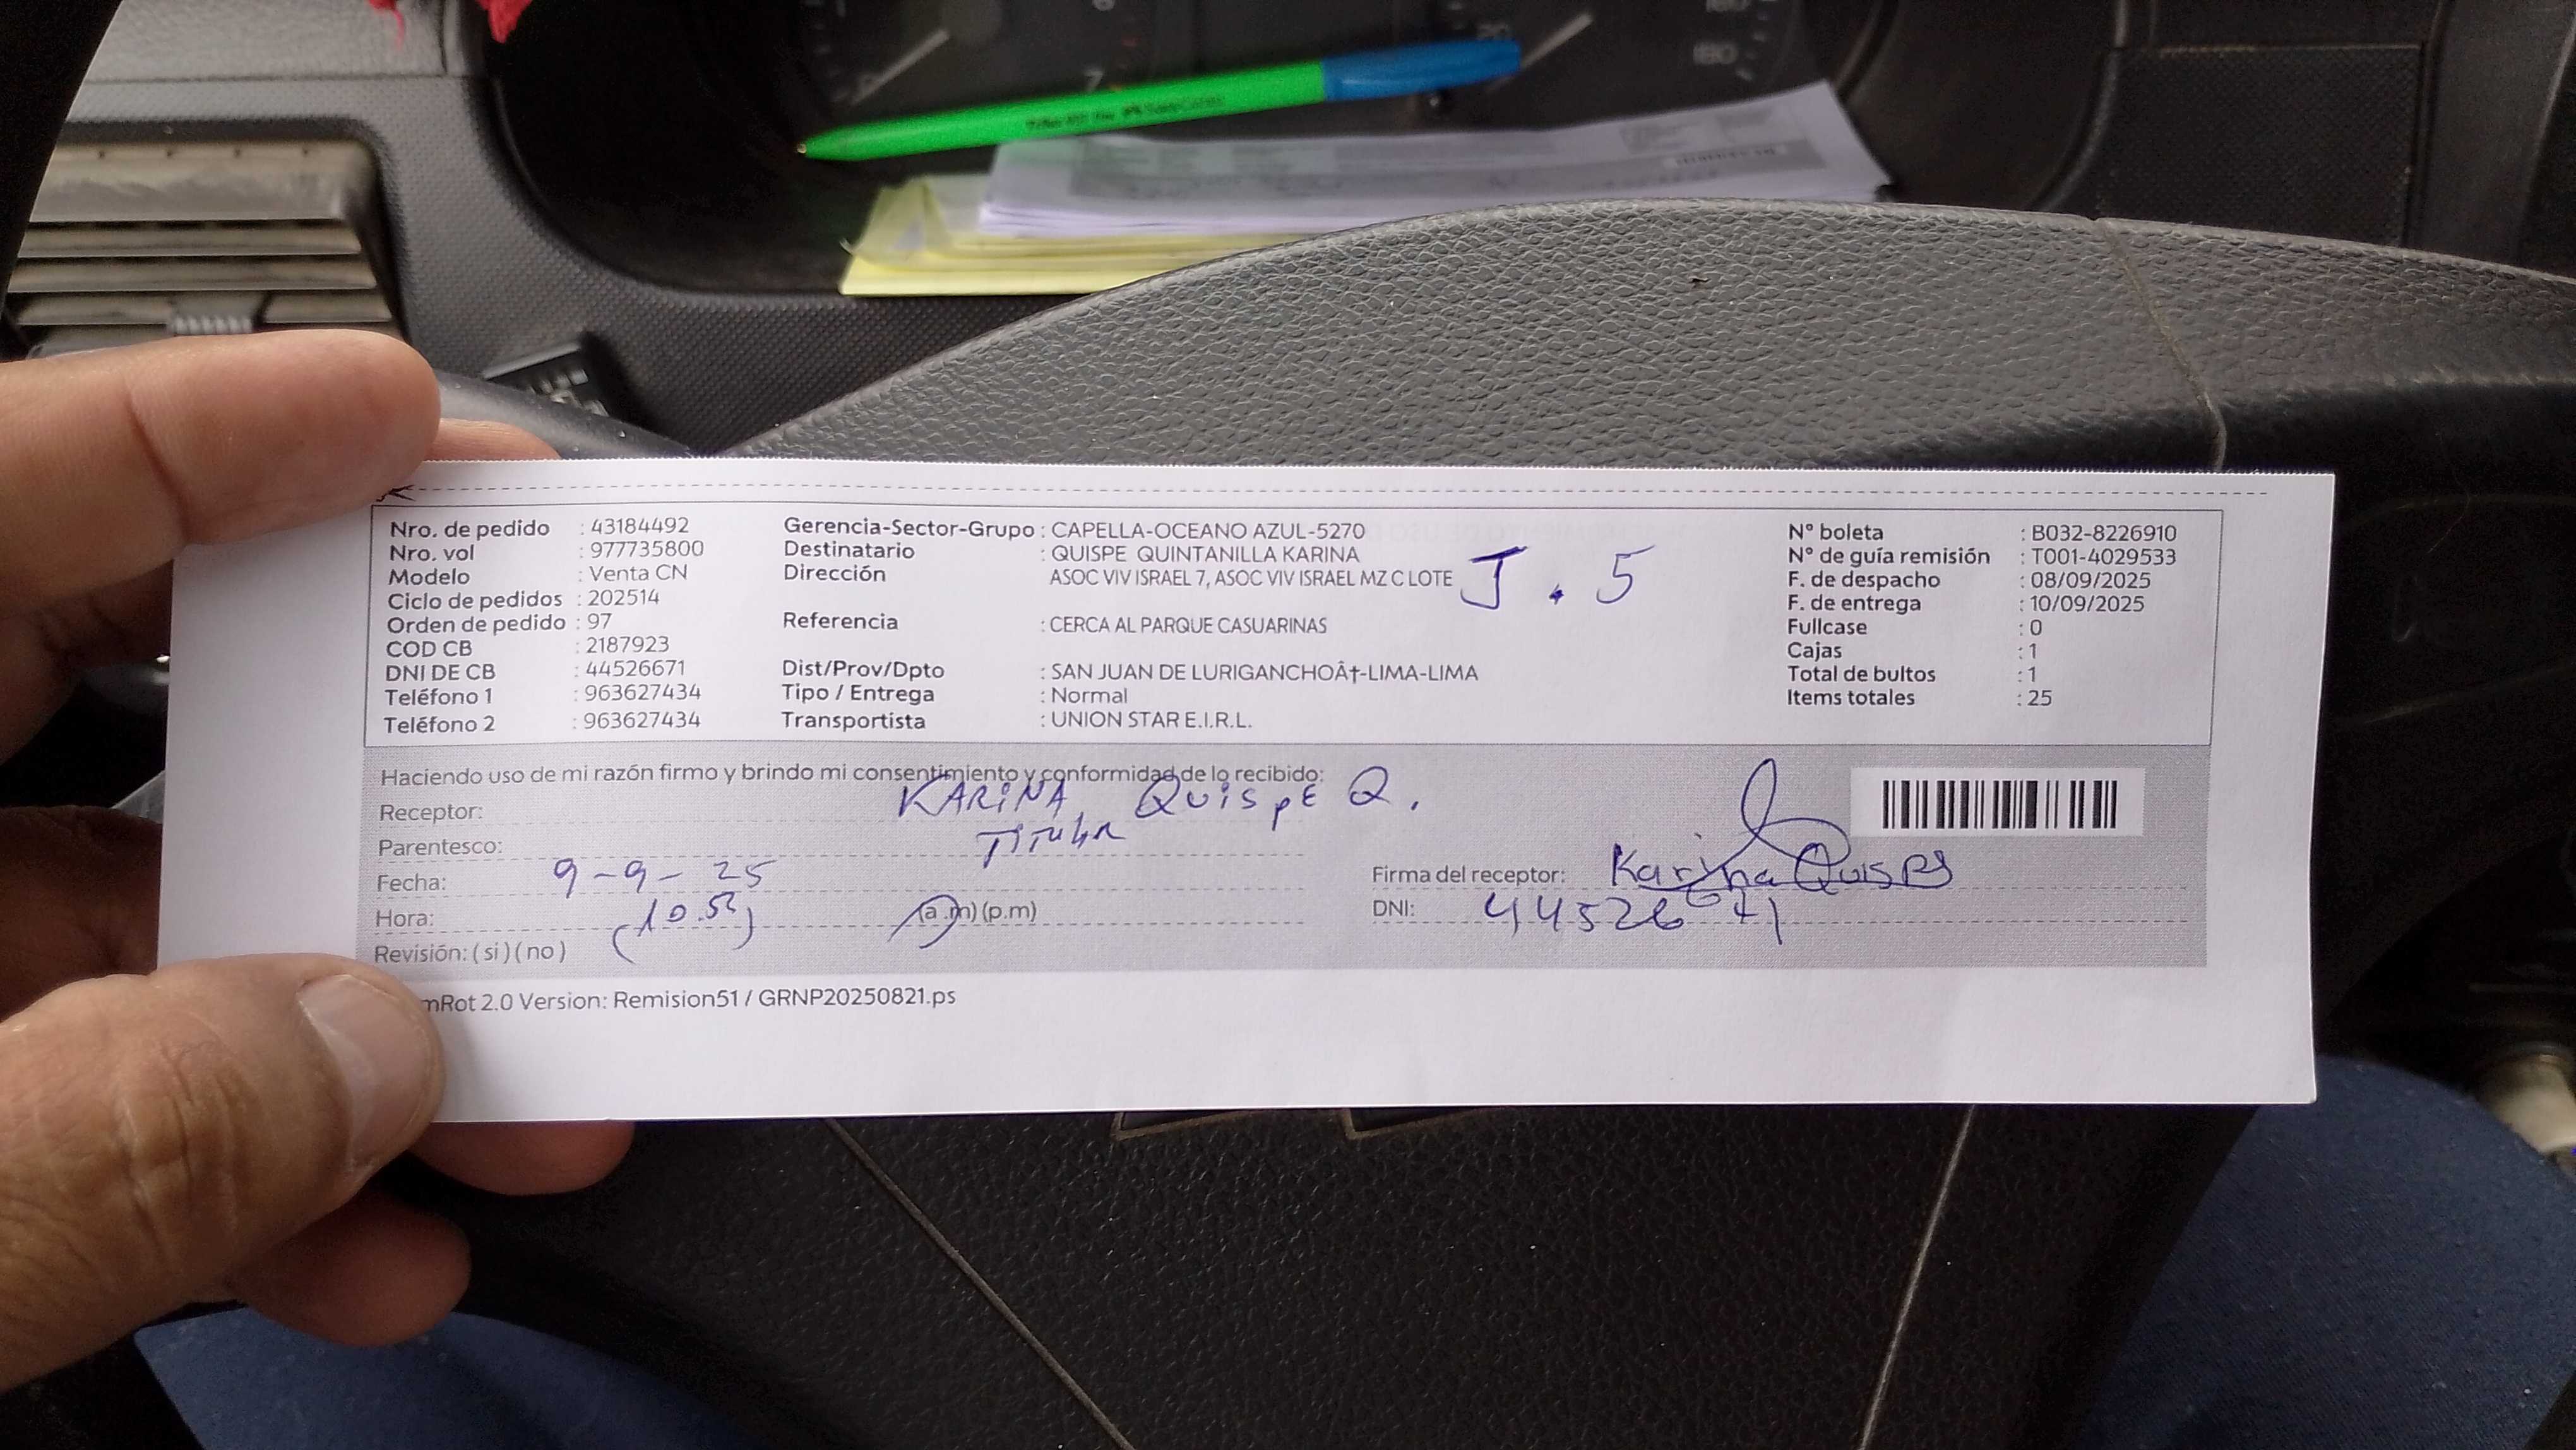 Nro. de pedido : 43184492
Nro. vol : 977735800
Modelo : Venta CN
Ciclo de pedidos : 202514
Orden de pedido : 97
COD CB : 2187923
DNI DE CB : 44526671
Teléfono 1 : 963627434
Teléfono 2 : 963627434
Gerencia-Sector-Grupo : CAPELLA-OCEANO AZUL-5270
Destinatario : QUISPE QUINTANILLA KARINA
Dirección ASOC VIV ISRAEL 7, ASOC VIV ISRAEL MZ C LOTE J . 5
Referencia : CERCA AL PARQUE CASUARINAS
Dist/Prov/Dpto : SAN JUAN DE LURIGANCHOÂ†-LIMA-LIMA
Tipo / Entrega : Normal
Transportista : UNION STAR E.I.R.L.
N° boleta : B032-8226910
N° de guía remisión : T001-4029533
F. de despacho : 08/09/2025
F. de entrega : 10/09/2025
Fullcase : 0
Cajas : 1
Total de bultos : 1
Items totales : 25
Haciendo uso de mi razón firmo y brindo mi consentimiento y conformidad de lo recibido:
Receptor: KARINA QUISPE Q.
Parentesco: TITULAR
Fecha: 9-9-25
Hora: (a.m) (p.m)
Revisión: ( si ) ( no )
Firma del receptor: Karina Quispe
DNI: 44526671
mRot 2.0 Version: Remision51 / GRNP20250821.ps